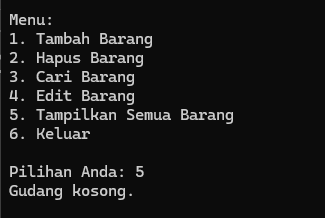 Menu:
1. Tambah Barang
2. Hapus Barang
3. Cari Barang
4. Edit Barang
5. Tampilkan Semua Barang
6. Keluar
Pilihan Anda: 5
Gudang kosong.